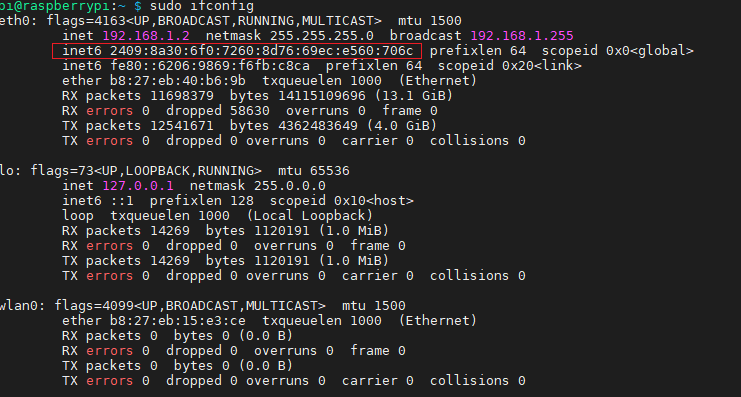 pi@raspberrypi:~ $ sudo ifconfig
eth0: flags=4163<UP,BROADCAST,RUNNING,MULTICAST>  mtu 1500
inet 192.168.1.2  netmask 255.255.255.0  broadcast 192.168.1.255
inet6 2409:8a30:6f0:7260:8d76:69ec:e560:706c  prefixlen 64  scopeid 0x0<global>
inet6 fe80::6206:9869:f6fb:c8ca  prefixlen 64  scopeid 0x20<link>
ether b8:27:eb:40:b6:9b  txqueuelen 1000  (Ethernet)
RX packets 11698379  bytes 14115109696 (13.1 GiB)
RX errors 0  dropped 58630  overruns 0  frame 0
TX packets 12541671  bytes 4362483649 (4.0 GiB)
TX errors 0  dropped 0 overruns 0  carrier 0  collisions 0
lo: flags=73<UP,LOOPBACK,RUNNING>  mtu 65536
inet 127.0.0.1  netmask 255.0.0.0
inet6 ::1  prefixlen 128  scopeid 0x10<host>
loop  txqueuelen 1000  (Local Loopback)
RX packets 14269  bytes 1120191 (1.0 MiB)
RX errors 0  dropped 0  overruns 0  frame 0
TX packets 14269  bytes 1120191 (1.0 MiB)
TX errors 0  dropped 0 overruns 0  carrier 0  collisions 0
wlan0: flags=4099<UP,BROADCAST,MULTICAST>  mtu 1500
ether b8:27:eb:15:e3:ce  txqueuelen 1000  (Ethernet)
RX packets 0  bytes 0 (0.0 B)
RX errors 0  dropped 0  overruns 0  frame 0
TX packets 0  bytes 0 (0.0 B)
TX errors 0  dropped 0 overruns 0  carrier 0  collisions 0